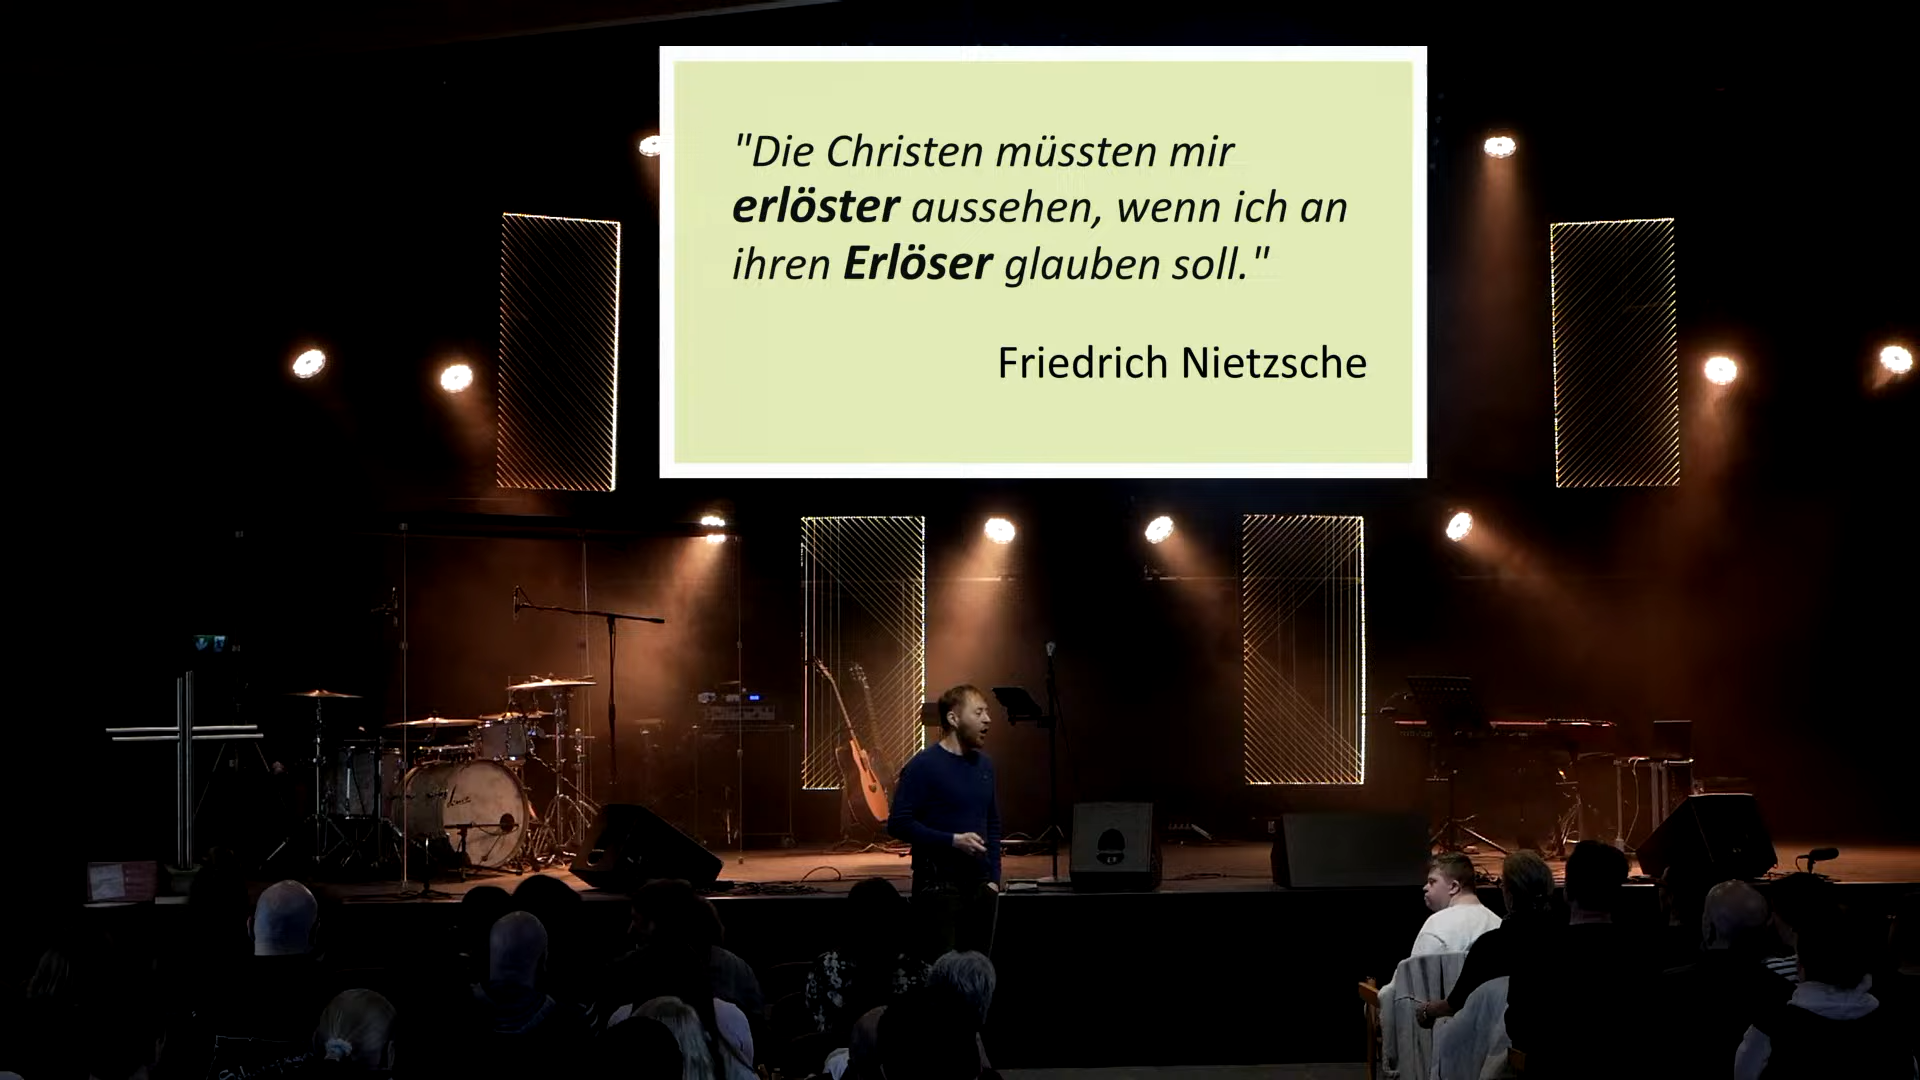 "Die Christen müssten mir
erlöster aussehen, wenn ich an
ihren Erlöser glauben soll."
Friedrich Nietzsche